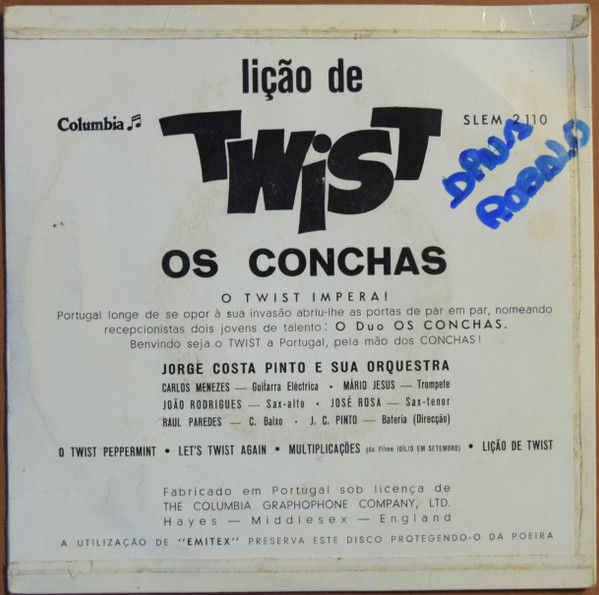 lição de
Columbia
SLEM 2110
TWiST
ROBALO
OS CONCHAS
O TWIST IMPERA!
Portugal longe de se opor à sua invasão abriu-lhe as portas de par em par, nomeando
recepcionistas dois jovens de talento: O Duo OS CONCHAS.
Benvindo seja o TWIST a Portugal, pela mão dos CONCHAS!
JORGE COSTA PINTO E SUA ORQUESTRA
CARLOS MENEZES — Guitarra Eléctrica • MÁRIO JESUS — Trompete
JOÃO RODRIGUES — Sax-alto • JOSÉ ROSA — Sax-tenor
RAUL PAREDES — C. Baixo • J. C. PINTO — Bateria (Direcção)
O TWIST PEPPERMINT • LET'S TWIST AGAIN • MULTIPLICAÇÕES (do Filme IDÍLIO EM SETEMBRO) • LIÇÃO DE TWIST
Fabricado em Portugal sob licença de
THE COLUMBIA GRAPHOPHONE COMPANY, LTD.
Hayes — Middlesex — England
A UTILIZAÇÃO DE "EMITEX" PRESERVA ESTE DISCO PROTEGENDO-O DA POEIRA